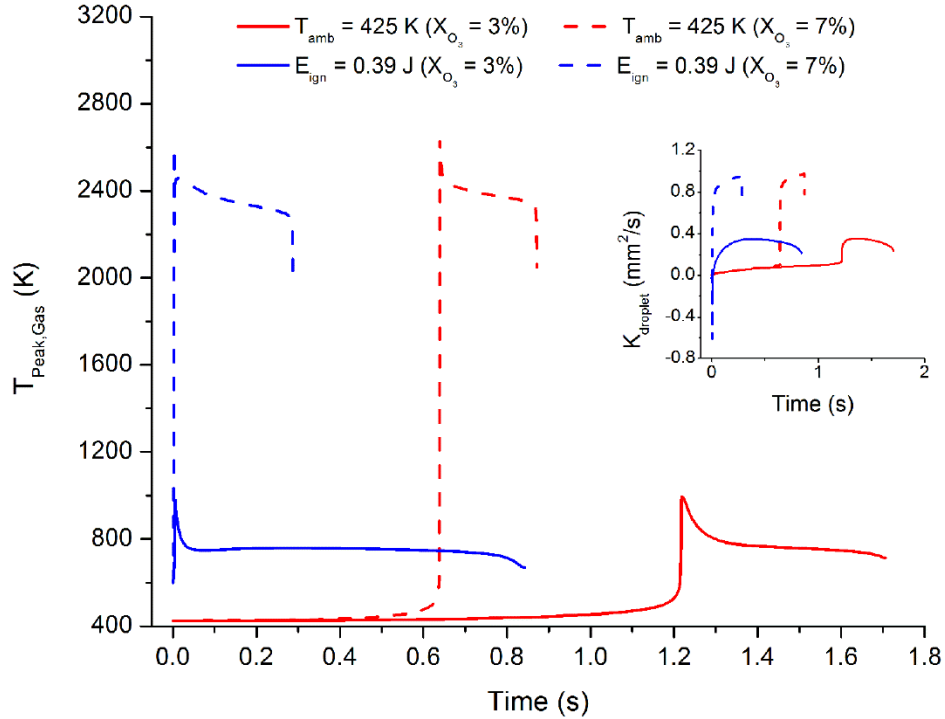 T_amb = 425 K (X_O3 = 3%) T_amb = 425 K (X_O3 = 7%)
E_ign = 0.39 J (X_O3 = 3%) E_ign = 0.39 J (X_O3 = 7%)
3200
2800
2400
2000
1600
1200
800
400
T_Peak,Gas (K)
0.0 0.2 0.4 0.6 0.8 1.0 1.2 1.4 1.6 1.8
Time (s)
1.2
0.8
0.4
0.0
-0.4
-0.8
K_droplet (mm²/s)
0 1 2
Time (s)